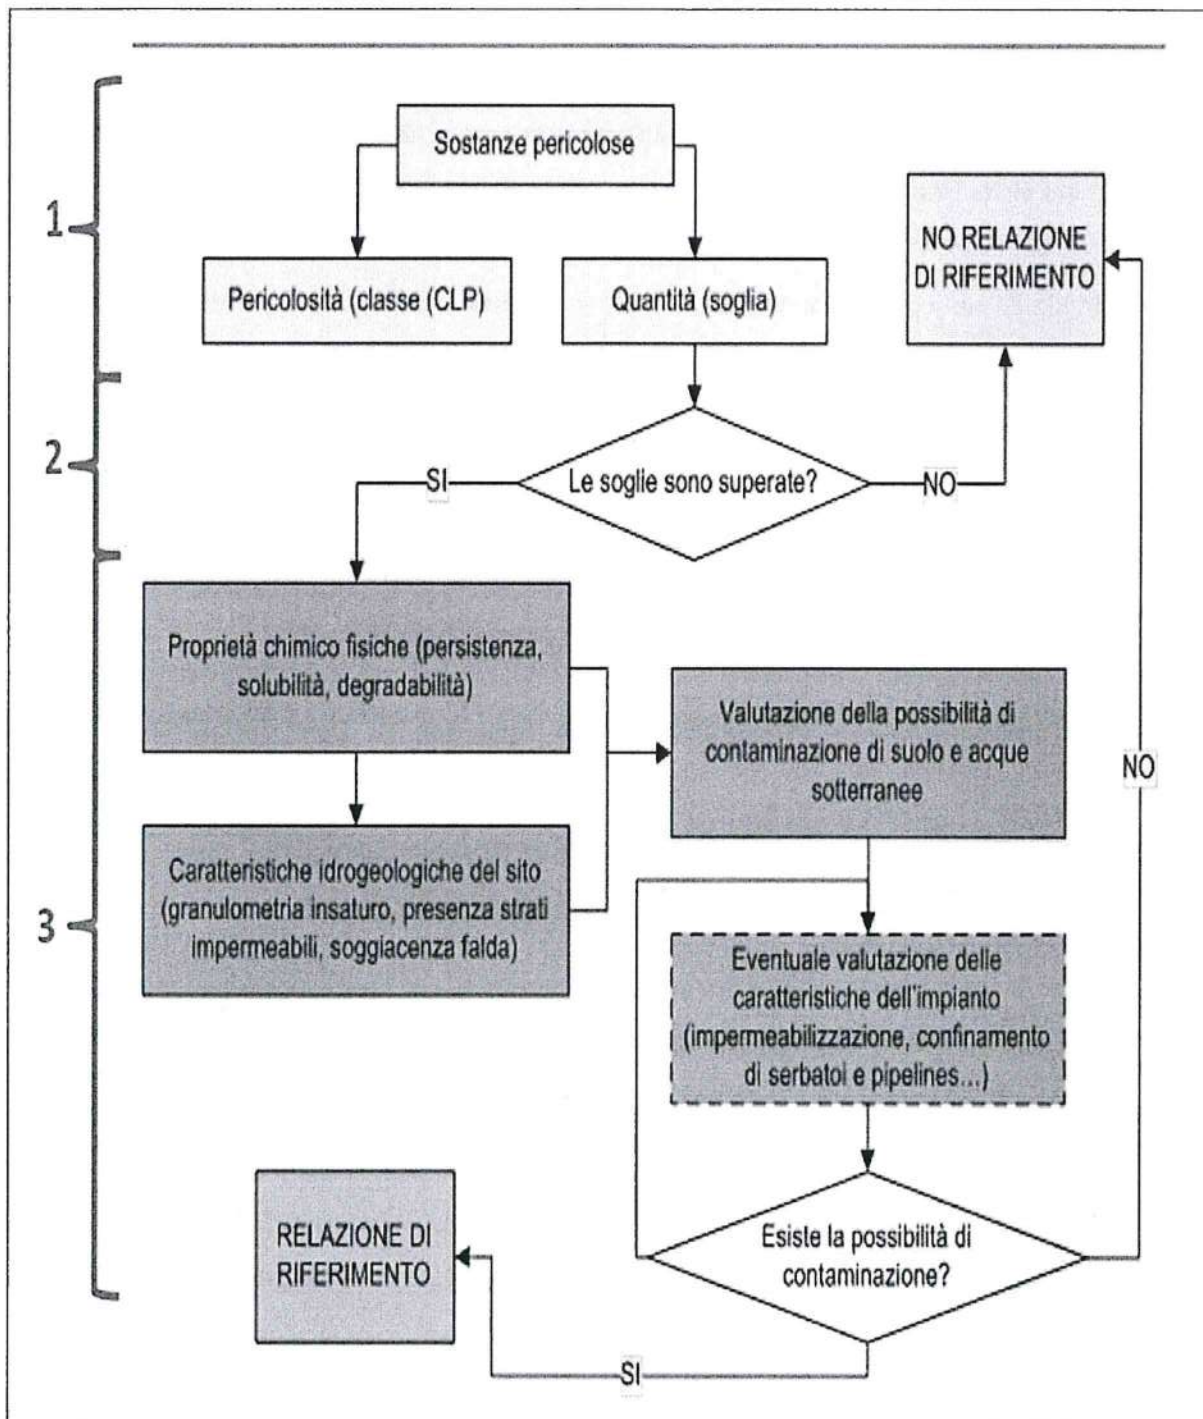 1
Sostanze pericolose
NO RELAZIONE
DI RIFERIMENTO
Pericolosità (classe (CLP)
Quantità (soglia)
2
Le soglie sono superate?
SI
NO
Proprietà chimico fisiche (persistenza,
solubilità, degradabilità)
Valutazione della possibilità di
contaminazione di suolo e acque
sotterranee
NO
3
Caratteristiche idrogeologiche del sito
(granulometria insaturo, presenza strati
impermeabili, soggiacenza falda)
Eventuale valutazione delle
caratteristiche dell'impianto
(impermeabilizzazione, confinamento
di serbatoi e pipelines...)
Esiste la possibilità di
contaminazione?
RELAZIONE DI
RIFERIMENTO
SI